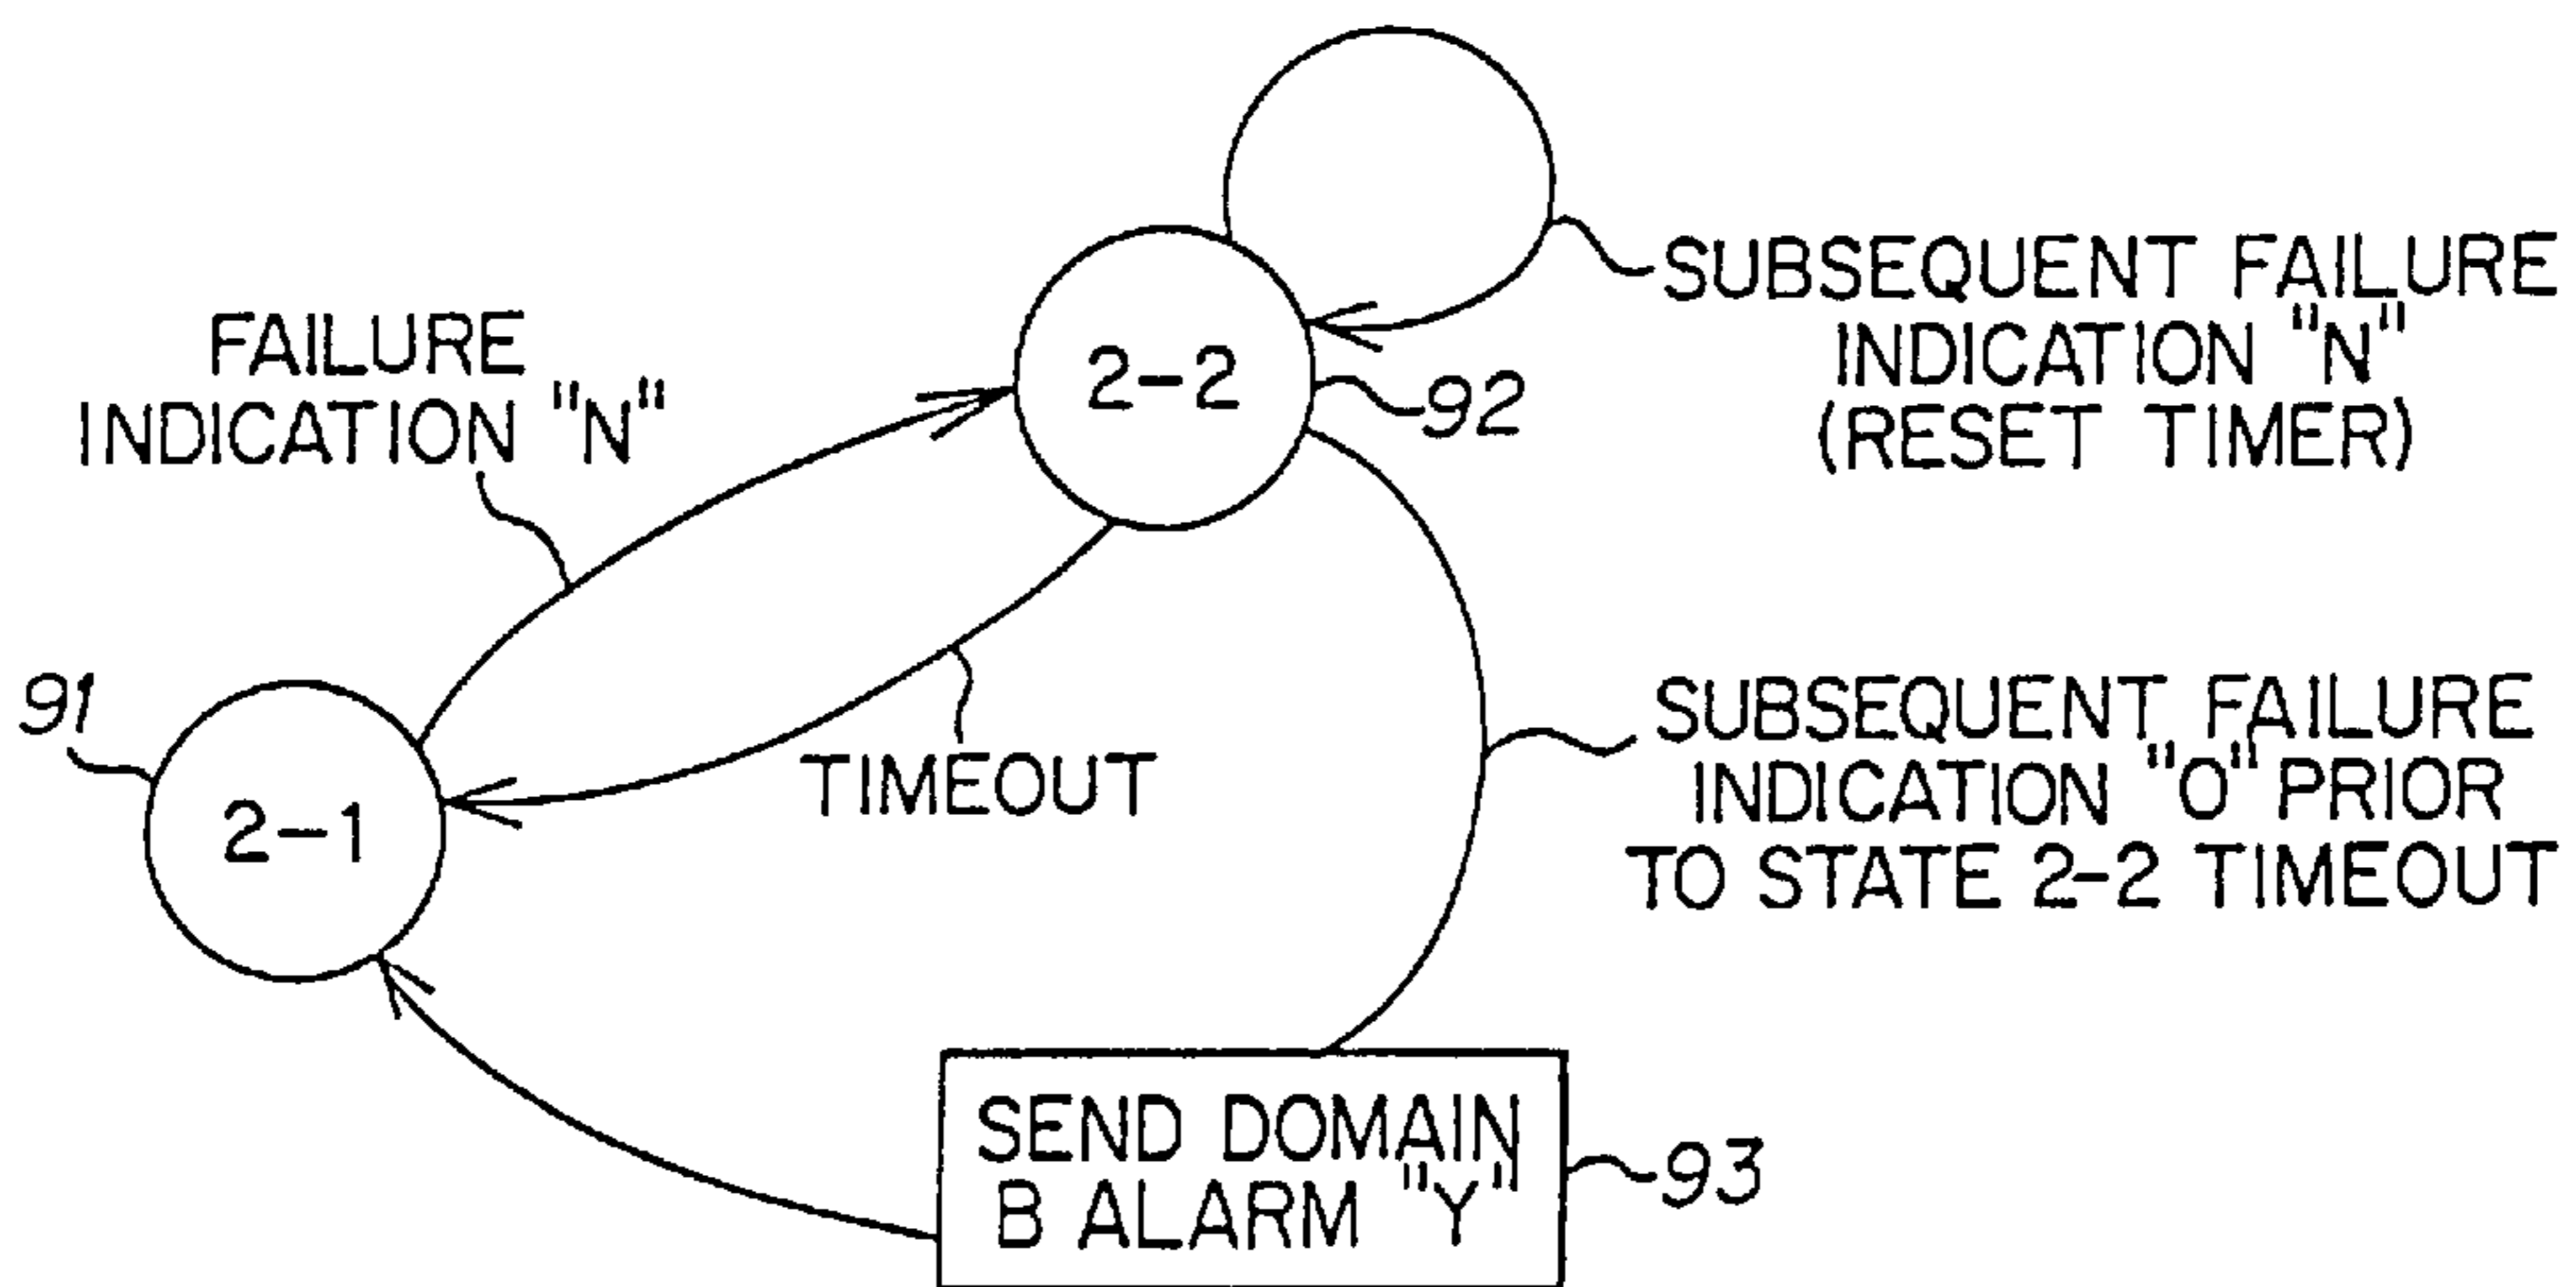 FAILURE
INDICATION "N"
2-2
92
SUBSEQUENT FAILURE
INDICATION "N"
(RESET TIMER)
91
2-1
TIMEOUT
SUBSEQUENT FAILURE
INDICATION "O" PRIOR
TO STATE 2-2 TIMEOUT
SEND DOMAIN
B ALARM "Y"
93